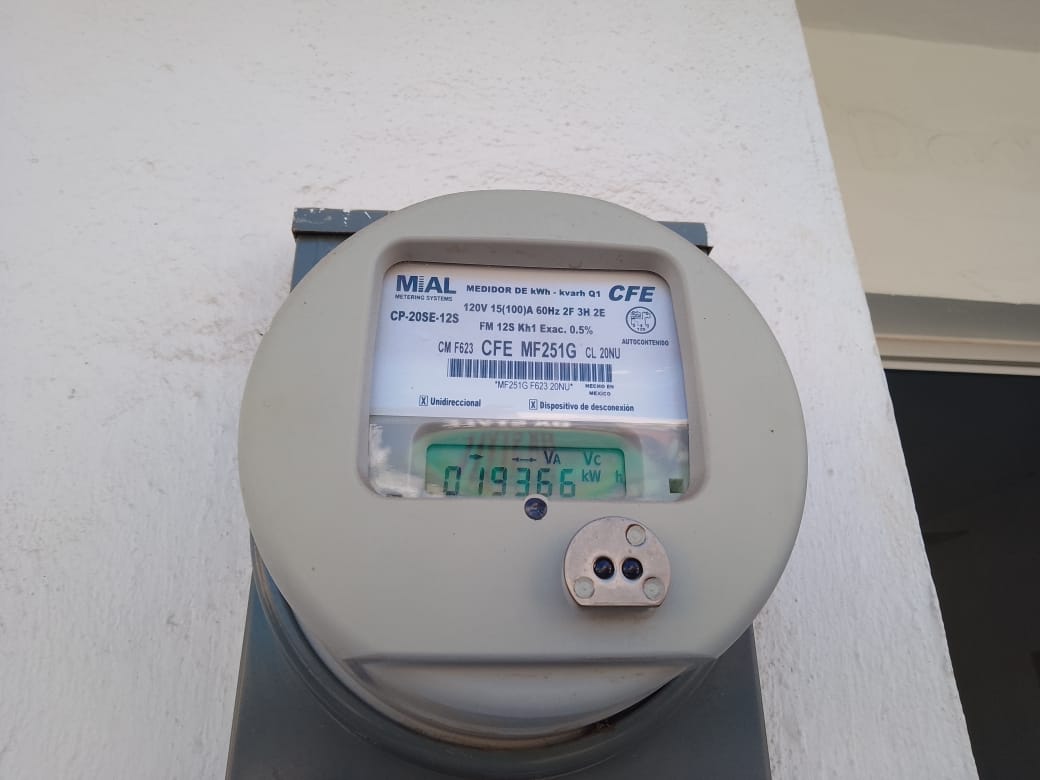 MIAL
METERING SYSTEMS
MEDIDOR DE kWh - kvarh Q1
CFE
CP-20SE-12S
120V 15(100)A 60Hz 2F 3H 2E
FM 12S Kh1 Exac. 0.5%
AUTOCONTENIDO
CM F623 CFE MF251G CL 20NU
*MF251G F623 20NU*
HECHO EN
MEXICO
X Unidireccional
X Dispositivo de desconexión
VA VC
019366 kW h